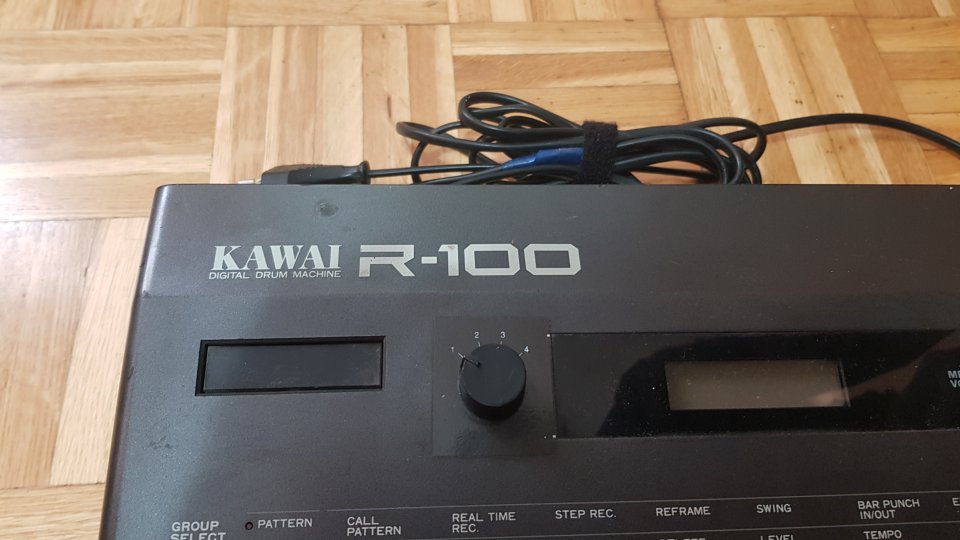 KAWAI R-100
DIGITAL DRUM MACHINE
1 2 3 4
GROUP
SELECT
PATTERN
CALL
PATTERN
REAL TIME
REC.
STEP REC.
REFRAME
SWING
BAR PUNCH
IN/OUT
LEVEL
TEMPO